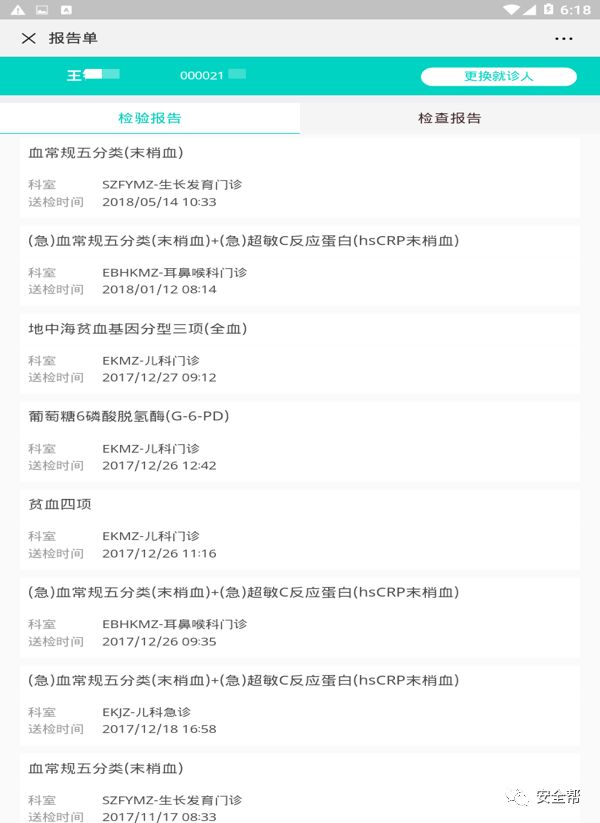 6:18
报告单
王 000021 更换就诊人
检验报告 检查报告
血常规五分类(末梢血)
科室 SZFYMZ-生长发育门诊
送检时间 2018/05/14 10:33
(急)血常规五分类(末梢血)+(急)超敏C反应蛋白(hsCRP末梢血)
科室 EBHKMZ-耳鼻喉科门诊
送检时间 2018/01/12 08:14
地中海贫血基因分型三项(全血)
科室 EKMZ-儿科门诊
送检时间 2017/12/27 09:12
葡萄糖6磷酸脱氢酶(G-6-PD)
科室 EKMZ-儿科门诊
送检时间 2017/12/26 12:42
贫血四项
科室 EKMZ-儿科门诊
送检时间 2017/12/26 11:16
(急)血常规五分类(末梢血)+(急)超敏C反应蛋白(hsCRP末梢血)
科室 EBHKMZ-耳鼻喉科门诊
送检时间 2017/12/26 09:35
(急)血常规五分类(末梢血)+(急)超敏C反应蛋白(hsCRP末梢血)
科室 EKJZ-儿科急诊
送检时间 2017/12/18 16:58
血常规五分类(末梢血)
科室 SZFYMZ-生长发育门诊
送检时间 2017/11/17 08:33
安全帮